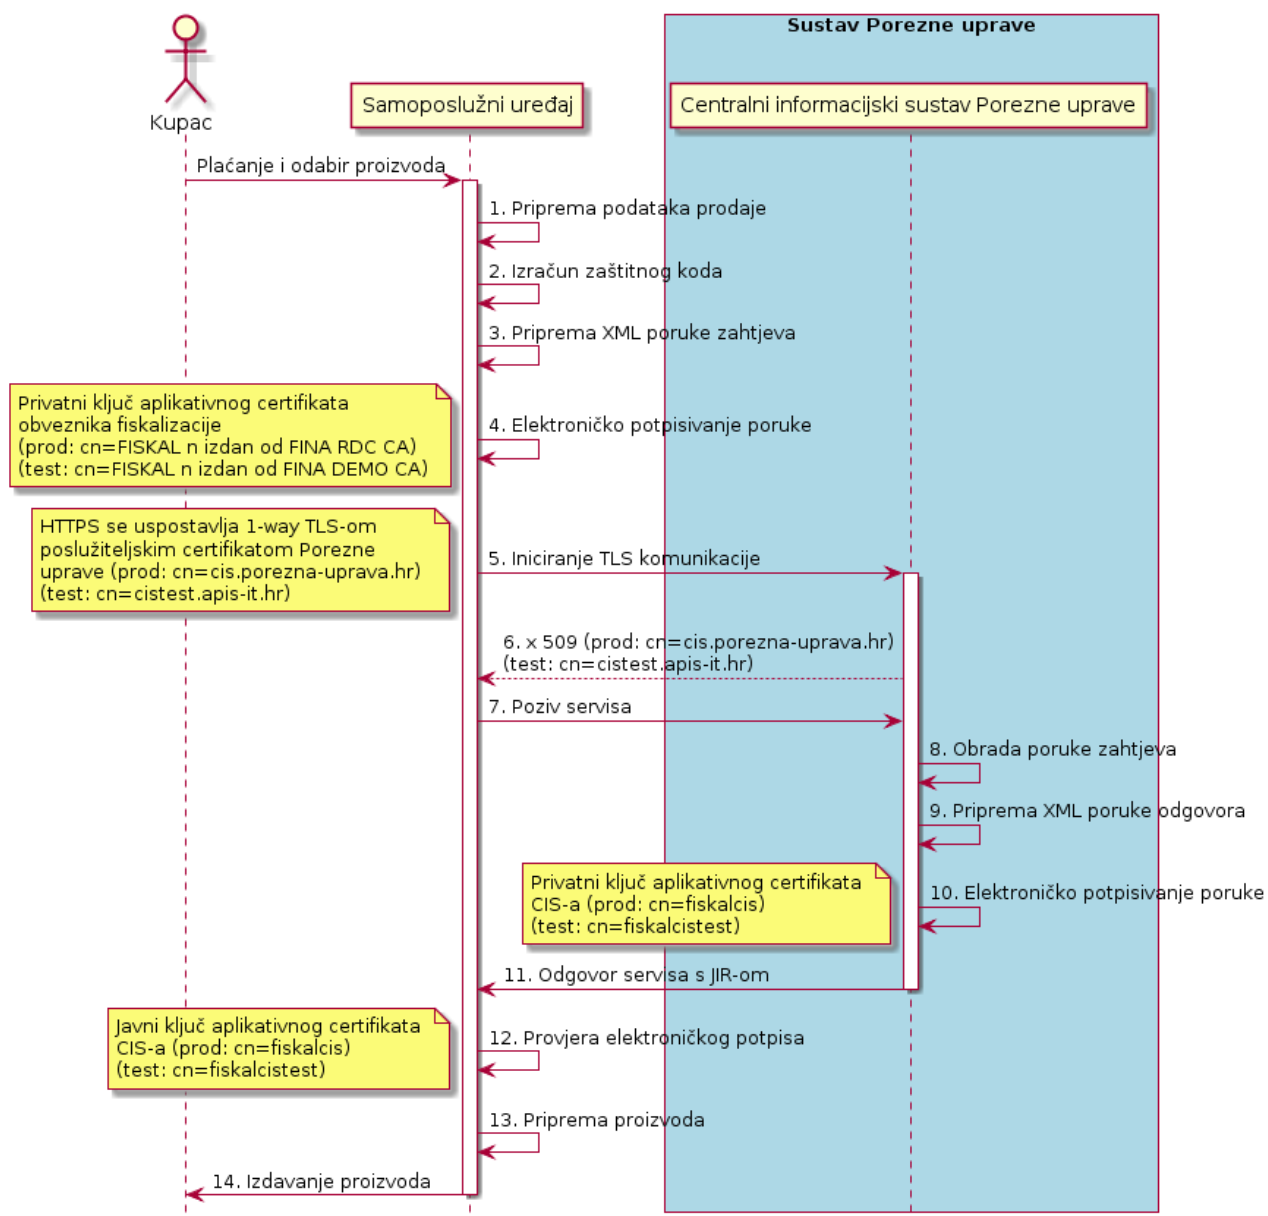 Sustav Porezne uprave
Kupac
Samoposlužni uređaj
Centralni informacijski sustav Porezne uprave
Plaćanje i odabir proizvoda
1. Priprema podataka prodaje
2. Izračun zaštitnog koda
3. Priprema XML poruke zahtjeva
Privatni ključ aplikativnog certifikata
obveznika fiskalizacije
(prod: cn=FISKAL n izdan od FINA RDC CA)
(test: cn=FISKAL n izdan od FINA DEMO CA)
4. Elektroničko potpisivanje poruke
HTTPS se uspostavlja 1-way TLS-om
poslužiteljskim certifikatom Porezne
uprave (prod: cn=cis.porezna-uprava.hr)
(test: cn=cistest.apis-it.hr)
5. Iniciranje TLS komunikacije
6. x 509 (prod: cn=cis.porezna-uprava.hr)
(test: cn=cistest.apis-it.hr)
7. Poziv servisa
8. Obrada poruke zahtjeva
9. Priprema XML poruke odgovora
Privatni ključ aplikativnog certifikata
CIS-a (prod: cn=fiskalcis)
(test: cn=fiskalcistest)
10. Elektroničko potpisivanje poruke
11. Odgovor servisa s JIR-om
Javni ključ aplikativnog certifikata
CIS-a (prod: cn=fiskalcis)
(test: cn=fiskalcistest)
12. Provjera elektroničkog potpisa
13. Priprema proizvoda
14. Izdavanje proizvoda